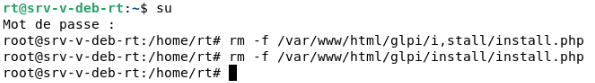 rt@srv-v-deb-rt:~$ su
Mot de passe :
root@srv-v-deb-rt:/home/rt# rm -f /var/www/html/glpi/i,stall/install.php
root@srv-v-deb-rt:/home/rt# rm -f /var/www/html/glpi/install/install.php
root@srv-v-deb-rt:/home/rt#